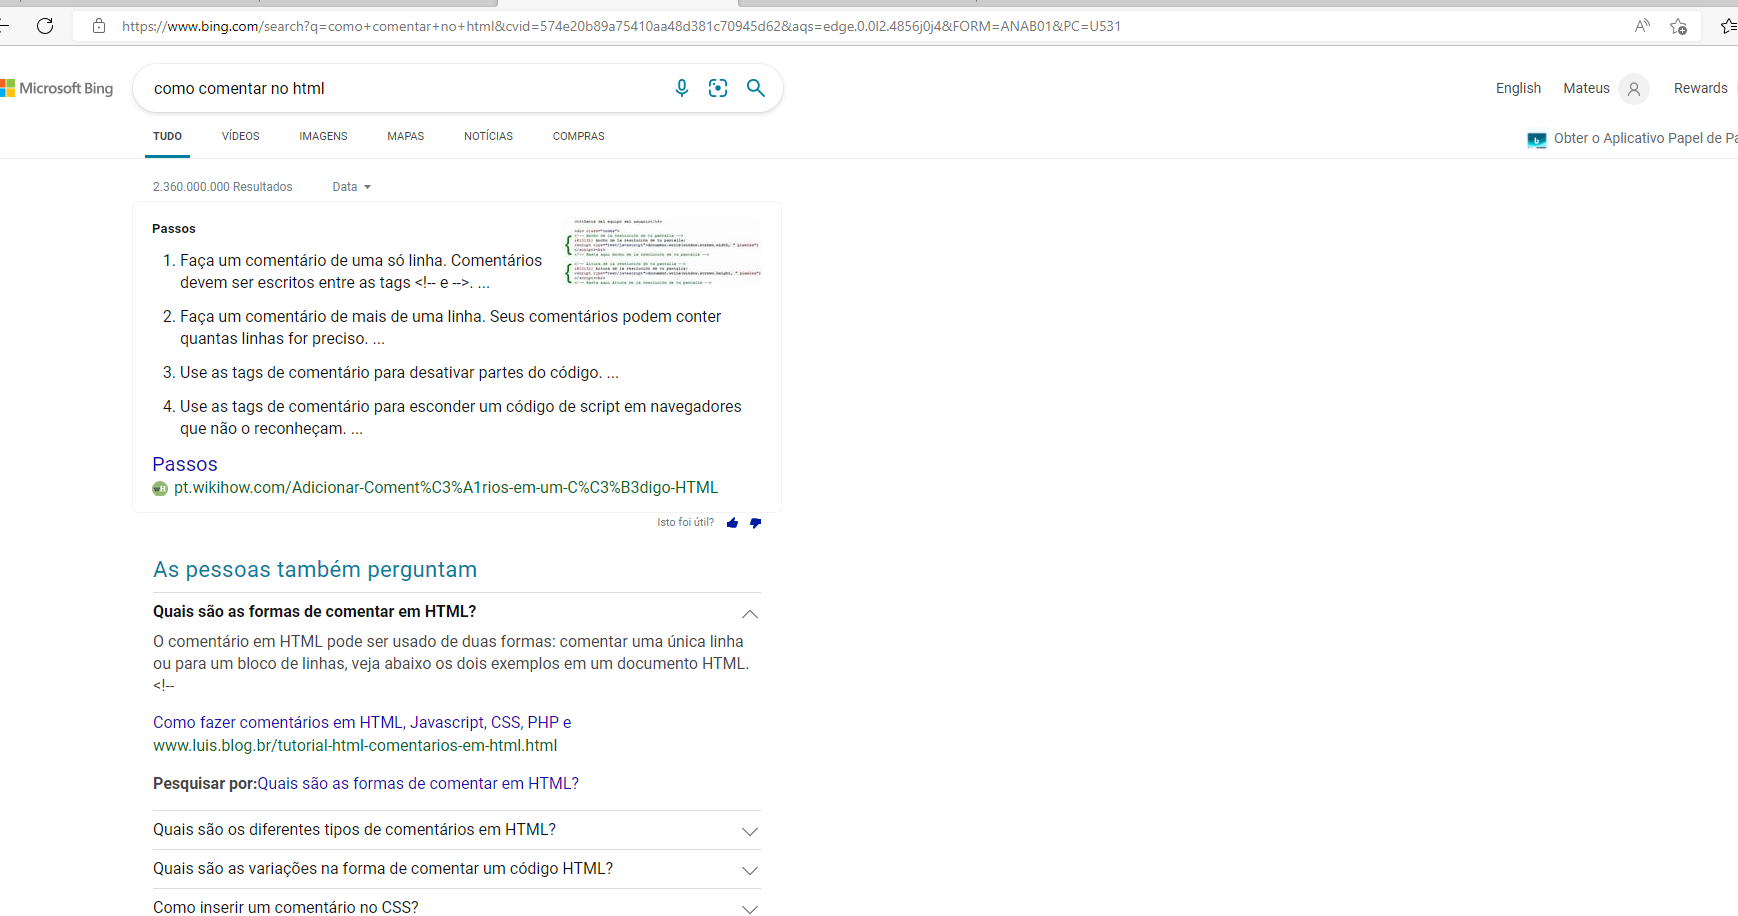 https://www.bing.com/search?q=como+comentar+no+html&cvid=574e20b89a75410aa48d381c70945d62&aqs=edge.0.0l2.4856j0j4&FORM=ANAB01&PC=U531
Microsoft Bing
como comentar no html
English Mateus Rewards
TUDO VÍDEOS IMAGENS MAPAS NOTÍCIAS COMPRAS
Obter o Aplicativo Papel de
2.360.000.000 Resultados Data
Passos
1. Faça um comentário de uma só linha. Comentários
devem ser escritos entre as tags <!-- e -->. ...
2. Faça um comentário de mais de uma linha. Seus comentários podem conter
quantas linhas for preciso. ...
3. Use as tags de comentário para desativar partes do código. ...
4. Use as tags de comentário para esconder um código de script em navegadores
que não o reconheçam. ...
Passos
pt.wikihow.com/Adicionar-Coment%C3%A1rios-em-um-C%C3%B3digo-HTML
Isto foi útil?
As pessoas também perguntam
Quais são as formas de comentar em HTML?
O comentário em HTML pode ser usado de duas formas: comentar uma única linha
ou para um bloco de linhas, veja abaixo os dois exemplos em um documento HTML.
<!--
Como fazer comentários em HTML, Javascript, CSS, PHP e
www.luis.blog.br/tutorial-html-comentarios-em-html.html
Pesquisar por:Quais são as formas de comentar em HTML?
Quais são os diferentes tipos de comentários em HTML?
Quais são as variações na forma de comentar um código HTML?
Como inserir um comentário no CSS?